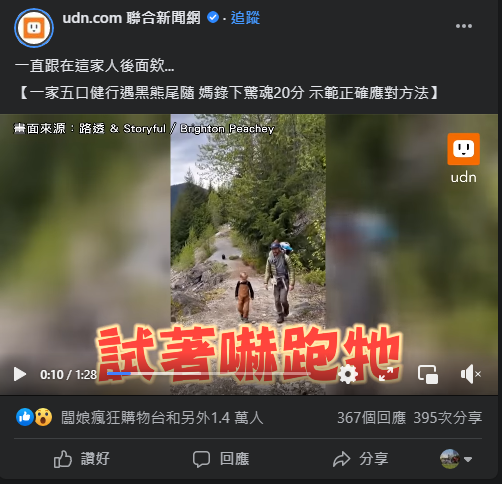 udn.com 聯合新聞網 · 追蹤
一直跟在這家人後面欸...
【一家五口健行遇黑熊尾隨 媽錄下驚魂20分 示範正確應對方法】
畫面來源：路透 & Storyful / Brighton Peachey
udn
試著嚇跑牠
0:10 / 1:28
闆娘瘋狂購物台和另外1.4 萬人
367個回應 395次分享
讚好 回應 分享